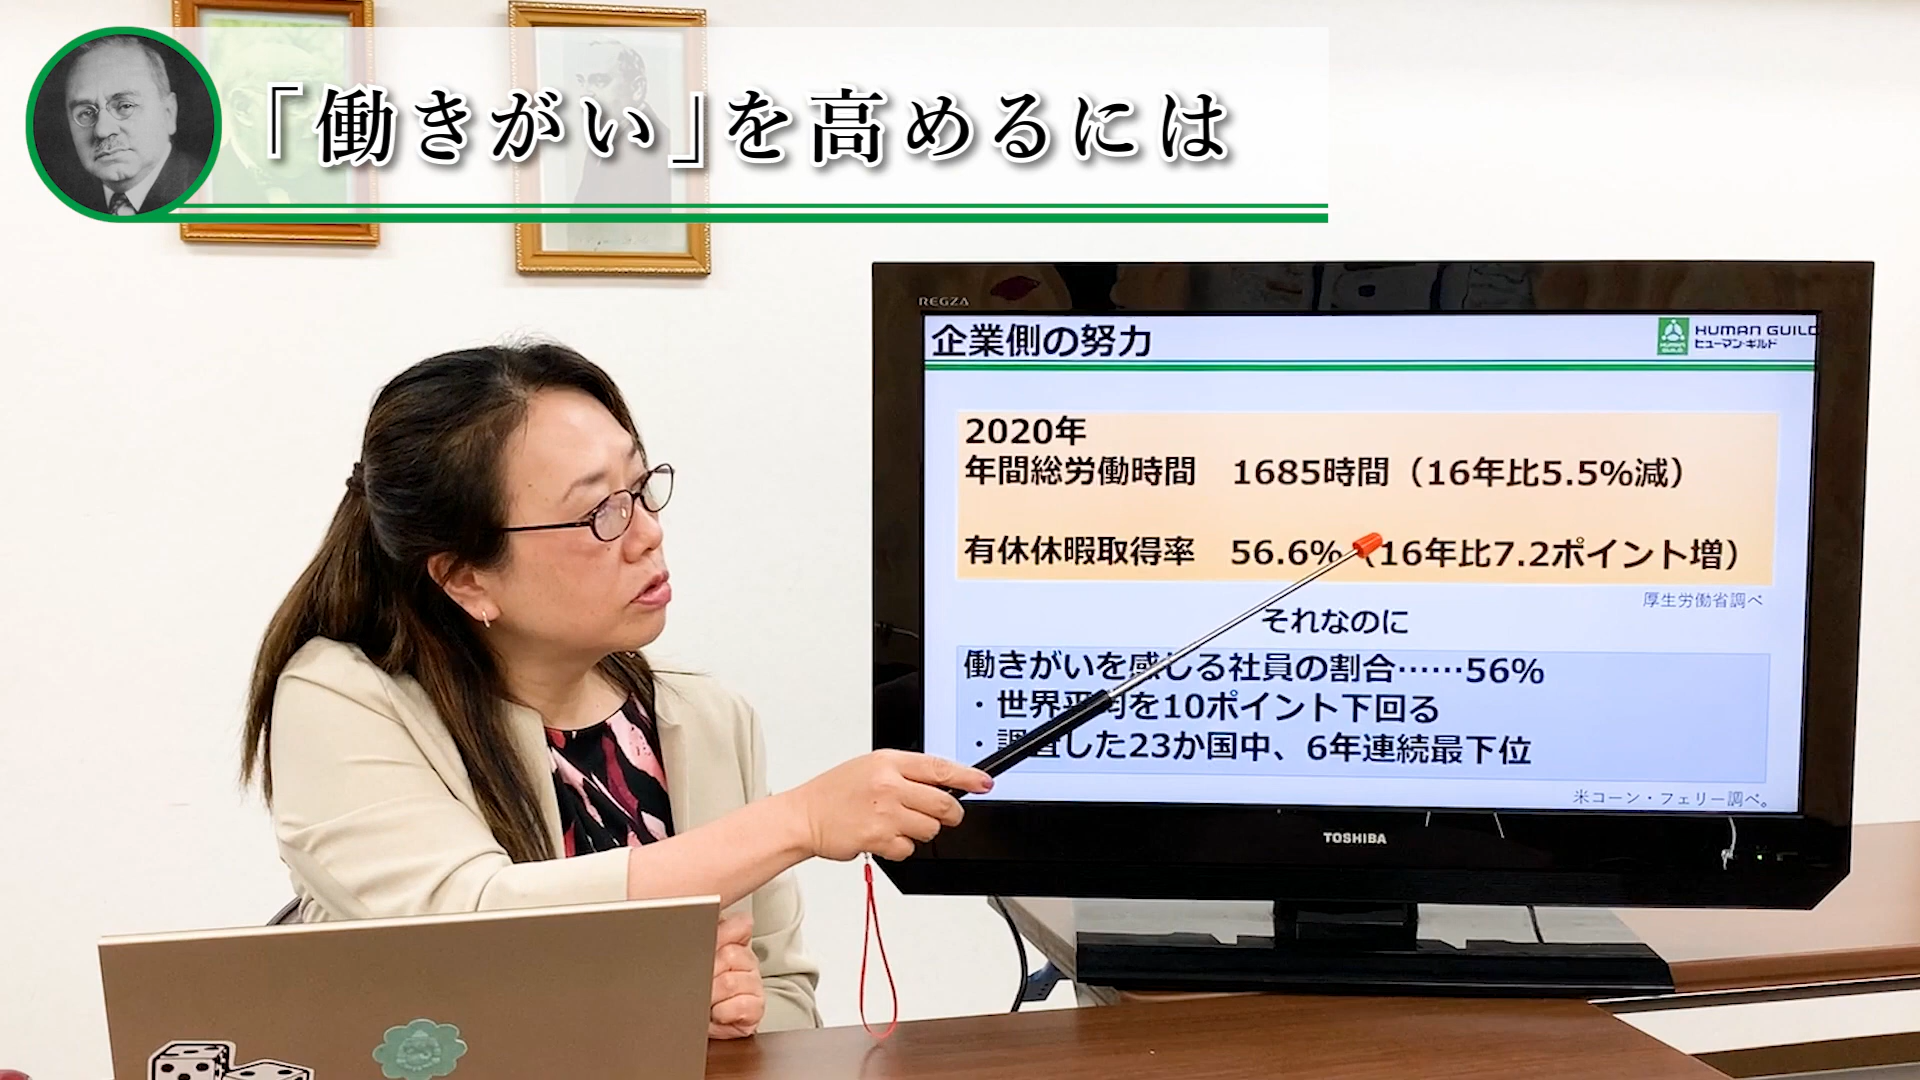 「働きがい」を高めるには
REGZA
企業側の努力
HUMAN GUILD
ヒューマン・ギルド
2020年
年間総労働時間　1685時間（16年比5.5%減）
有休休暇取得率　56.6%（16年比7.2ポイント増）
厚生労働省調べ
それなのに
働きがいを感じる社員の割合……56%
・世界平均を10ポイント下回る
・調査した23か国中、6年連続最下位
米コーン・フェリー調べ。
TOSHIBA